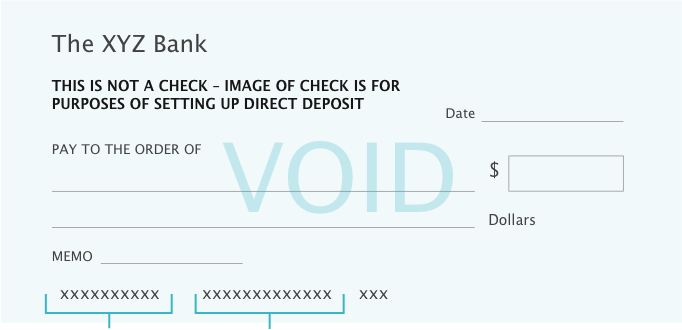 The XYZ Bank
THIS IS NOT A CHECK – IMAGE OF CHECK IS FOR
PURPOSES OF SETTING UP DIRECT DEPOSIT
Date
PAY TO THE ORDER OF
VOID
$
Dollars
MEMO
xxxxxxxxxx xxxxxxxxxxxxx xxx